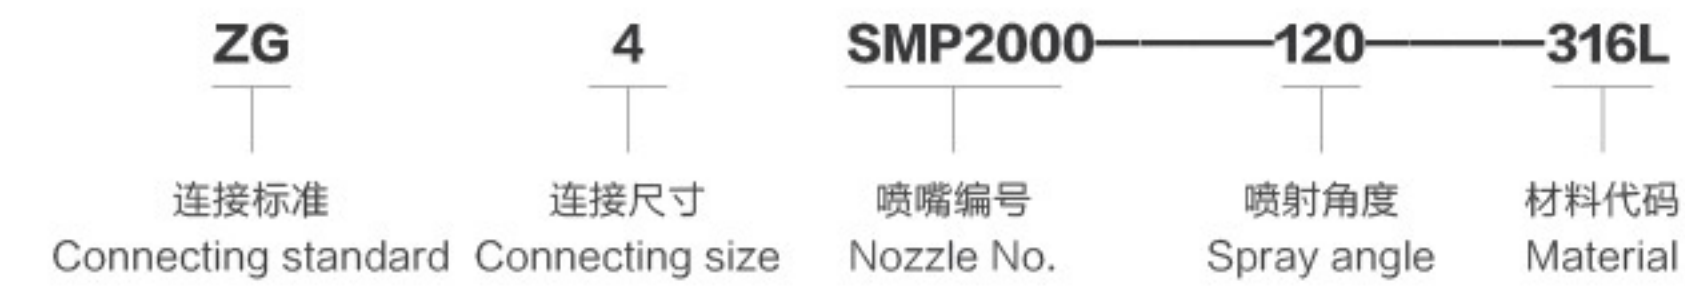 ZG 4 SMP2000———120———316L
连接标准 连接尺寸 喷嘴编号 喷射角度 材料代码
Connecting standard Connecting size Nozzle No. Spray angle Material